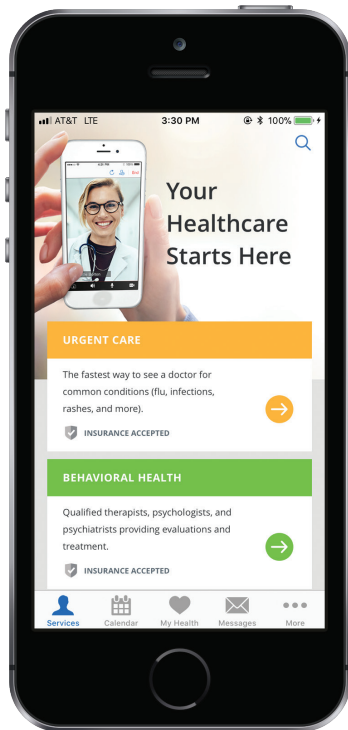 AT&T LTE 3:30 PM 100%
Your
Healthcare
Starts Here
URGENT CARE
The fastest way to see a doctor for
common conditions (flu, infections,
rashes, and more).
INSURANCE ACCEPTED
BEHAVIORAL HEALTH
Qualified therapists, psychologists, and
psychiatrists providing evaluations and
treatment.
INSURANCE ACCEPTED
Services Calendar My Health Messages More